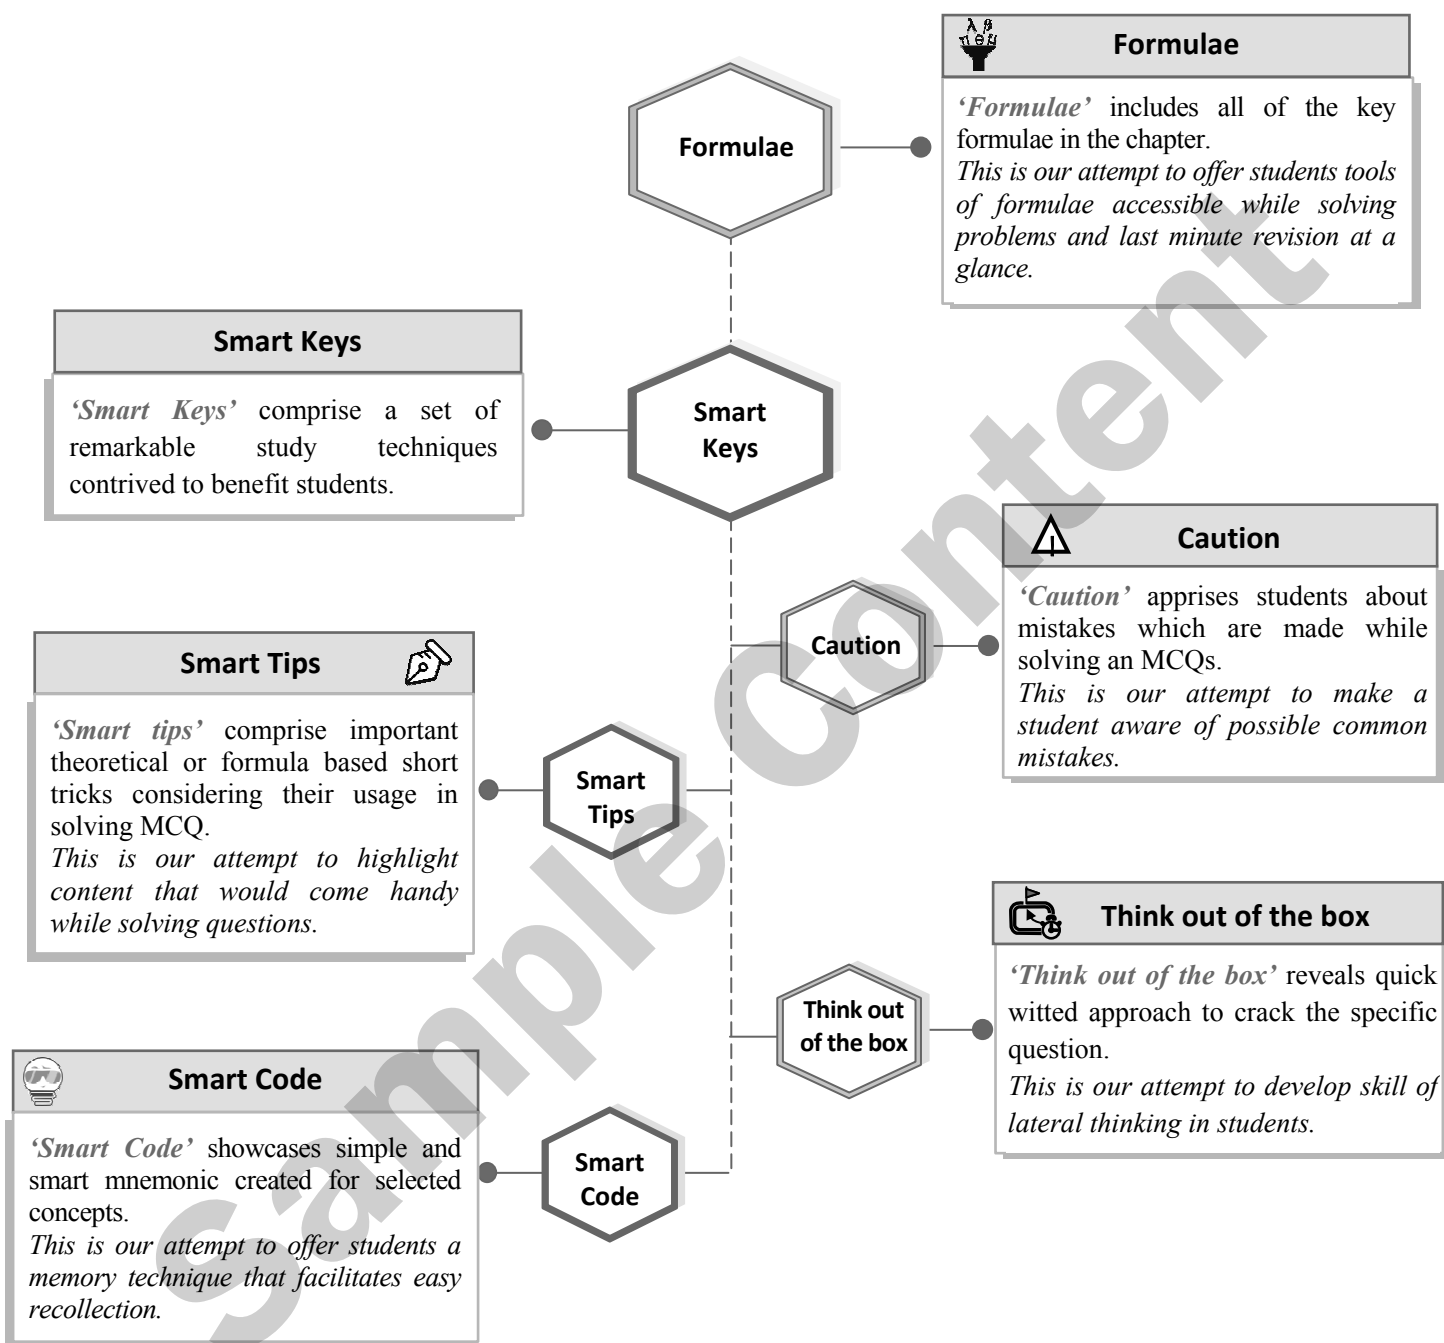 λ β
π θ μ
Formulae
‘Formulae’ includes all of the key
formulae in the chapter.
This is our attempt to offer students tools
of formulae accessible while solving
problems and last minute revision at a
glance.
Formulae
Smart Keys
‘Smart Keys’ comprise a set of
remarkable study techniques
contrived to benefit students.
Smart
Keys
Caution
‘Caution’ apprises students about
mistakes which are made while
solving an MCQs.
This is our attempt to make a
student aware of possible common
mistakes.
Caution
Smart Tips
‘Smart tips’ comprise important
theoretical or formula based short
tricks considering their usage in
solving MCQ.
This is our attempt to highlight
content that would come handy
while solving questions.
Smart
Tips
Think out of the box
‘Think out of the box’ reveals quick
witted approach to crack the specific
question.
This is our attempt to develop skill of
lateral thinking in students.
Think out
of the box
Smart Code
‘Smart Code’ showcases simple and
smart mnemonic created for selected
concepts.
This is our attempt to offer students a
memory technique that facilitates easy
recollection.
Smart
Code
Sample Content